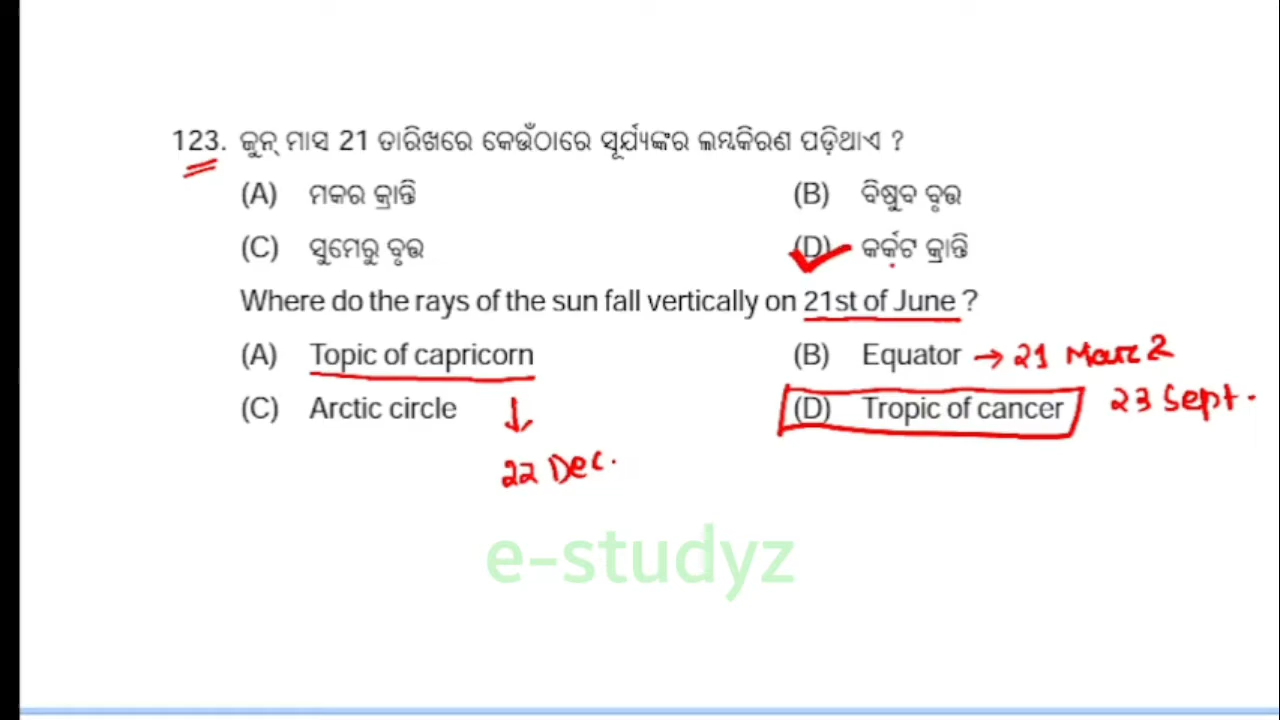 123. ଜୁନ୍ ମାସ 21 ତାରିଖରେ କେଉଁଠାରେ ସୂର୍ଯ୍ୟଙ୍କର ଲମ୍ବକିରଣ ପଡ଼ିଥାଏ ?
(A) ମକର କ୍ରାନ୍ତି (B) ବିଷୁବ ବୃତ୍ତ
(C) ସୁମେରୁ ବୃତ୍ତ (D) କର୍କଟ କ୍ରାନ୍ତି
Where do the rays of the sun fall vertically on 21st of June ?
(A) Topic of capricorn (B) Equator → 21
(C) Arctic circle (D) Tropic of cancer 23 Sept.
22 Dec.
e-studyz